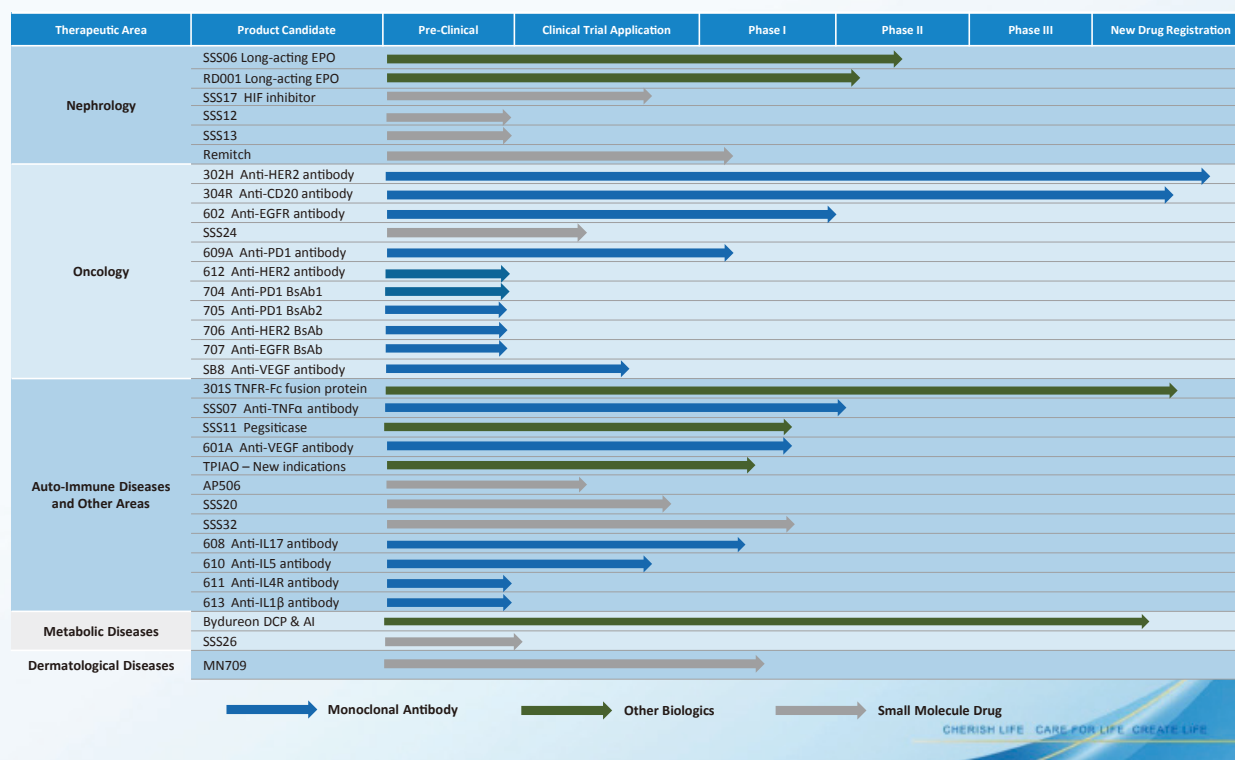 Therapeutic Area Product Candidate Pre-Clinical Clinical Trial Application Phase I Phase II Phase III New Drug Registration
Nephrology
SSS06 Long-acting EPO
RD001 Long-acting EPO
SSS17 HIF inhibitor
SSS12
SSS13
Remitch
Oncology
302H Anti-HER2 antibody
304R Anti-CD20 antibody
602 Anti-EGFR antibody
SSS24
609A Anti-PD1 antibody
612 Anti-HER2 antibody
704 Anti-PD1 BsAb1
705 Anti-PD1 BsAb2
706 Anti-HER2 BsAb
707 Anti-EGFR BsAb
SB8 Anti-VEGF antibody
Auto-Immune Diseases
and Other Areas
301S TNFR-Fc fusion protein
SSS07 Anti-TNFα antibody
SSS11 Pegsiticase
601A Anti-VEGF antibody
TPIAO – New indications
AP506
SSS20
SSS32
608 Anti-IL17 antibody
610 Anti-IL5 antibody
611 Anti-IL4R antibody
613 Anti-IL1β antibody
Metabolic Diseases
Bydureon DCP & AI
SSS26
Dermatological Diseases
MN709
Monoclonal Antibody Other Biologics Small Molecule Drug
CHERISH LIFE CARE FOR LIFE CREATE LIFE